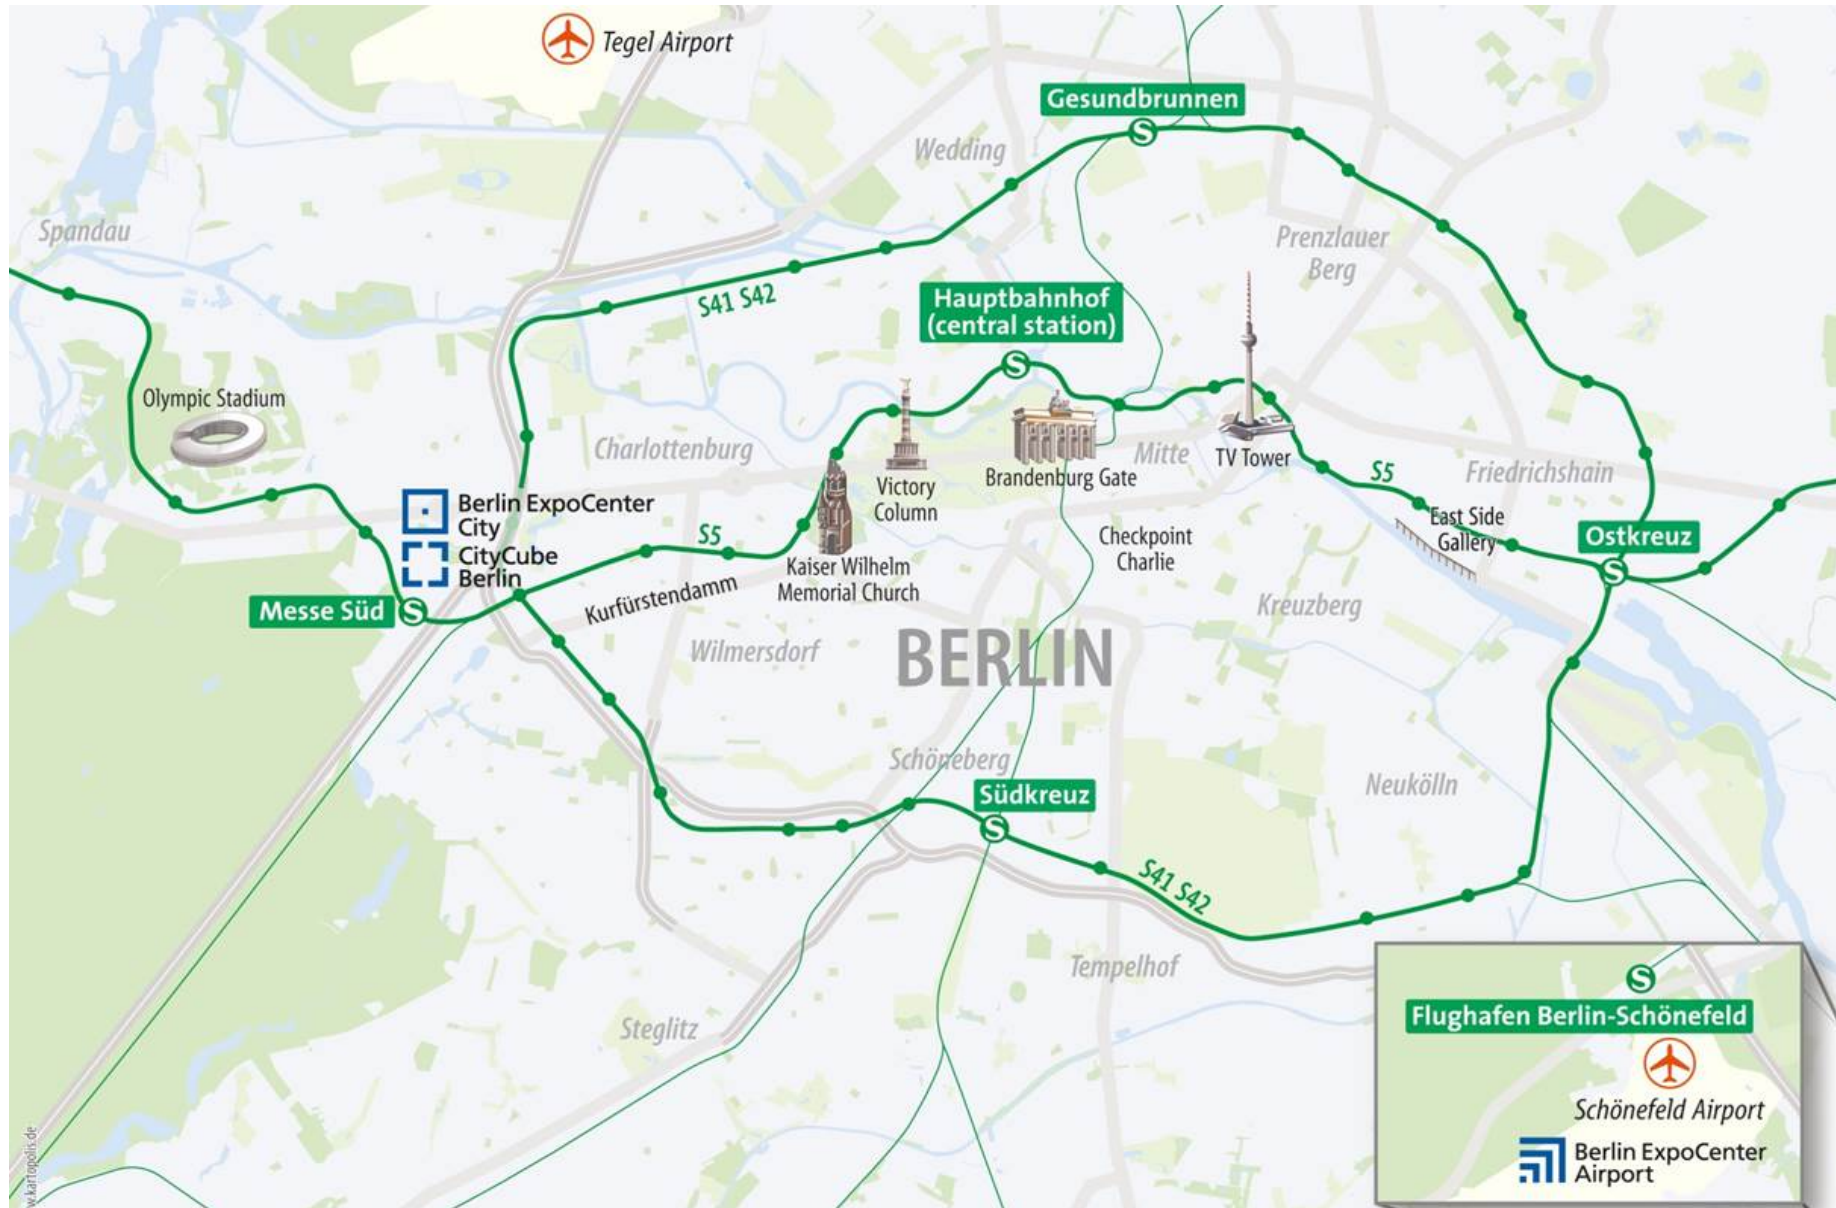 Tegel Airport
Gesundbrunnen
Wedding
Spandau
Prenzlauer
Berg
S41 S42
Hauptbahnhof
(central station)
Olympic Stadium
Charlottenburg
Mitte
TV Tower
S5
Friedrichshain
Brandenburg Gate
Victory
Column
Berlin ExpoCenter
City
CityCube
Berlin
S5
East Side
Gallery
Ostkreuz
S
Checkpoint
Charlie
Kaiser Wilhelm
Memorial Church
Kurfürstendamm
Messe Süd
S
Kreuzberg
Wilmersdorf
BERLIN
Schöneberg
Südkreuz
S
Neukölln
S41 S42
Tempelhof
Steglitz
S
Flughafen Berlin-Schönefeld
Schönefeld Airport
Berlin ExpoCenter
Airport
S
S
w.kartopolis.de